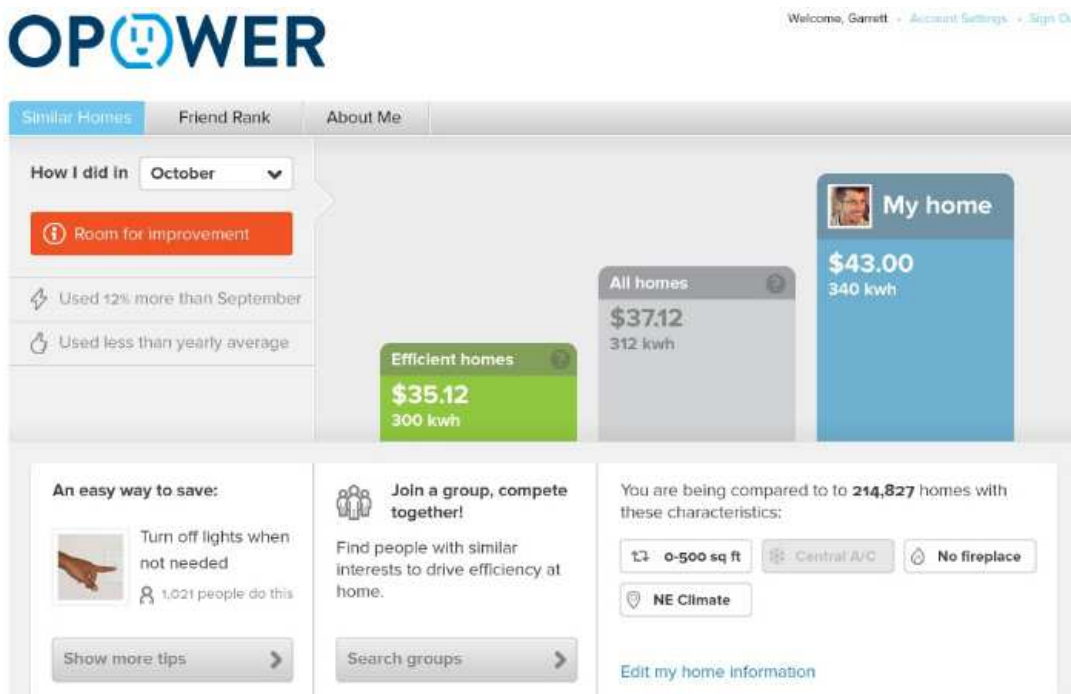 OPOWER
Welcome, Garrett • Account Settings • Sign
Similar Homes
Friend Rank
About Me
How I did in
October
Room for improvement
Used 12% more than September
Used less than yearly average
Efficient homes ?
$35.12
300 kwh
All homes ?
$37.12
312 kwh
My home
$43.00
340 kwh
An easy way to save:
Turn off lights when
not needed
1,021 people do this
Show more tips
Join a group, compete
together!
Find people with similar
interests to drive efficiency at
home.
Search groups
You are being compared to to 214,827 homes with
these characteristics:
0-500 sq ft
Central A/C
No fireplace
NE Climate
Edit my home information